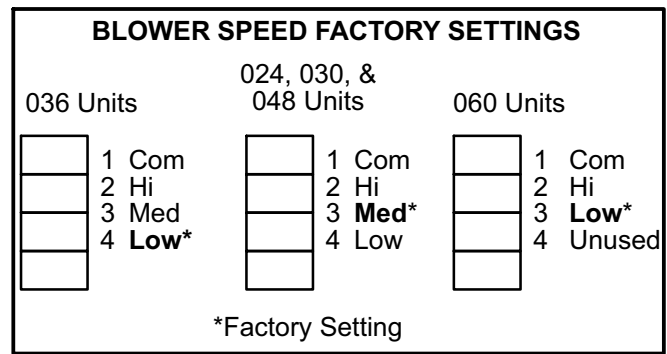 BLOWER SPEED FACTORY SETTINGS
036 Units
1 Com
2 Hi
3 Med
4 Low*
024, 030, &
048 Units
1 Com
2 Hi
3 Med*
4 Low
060 Units
1 Com
2 Hi
3 Low*
4 Unused
*Factory Setting